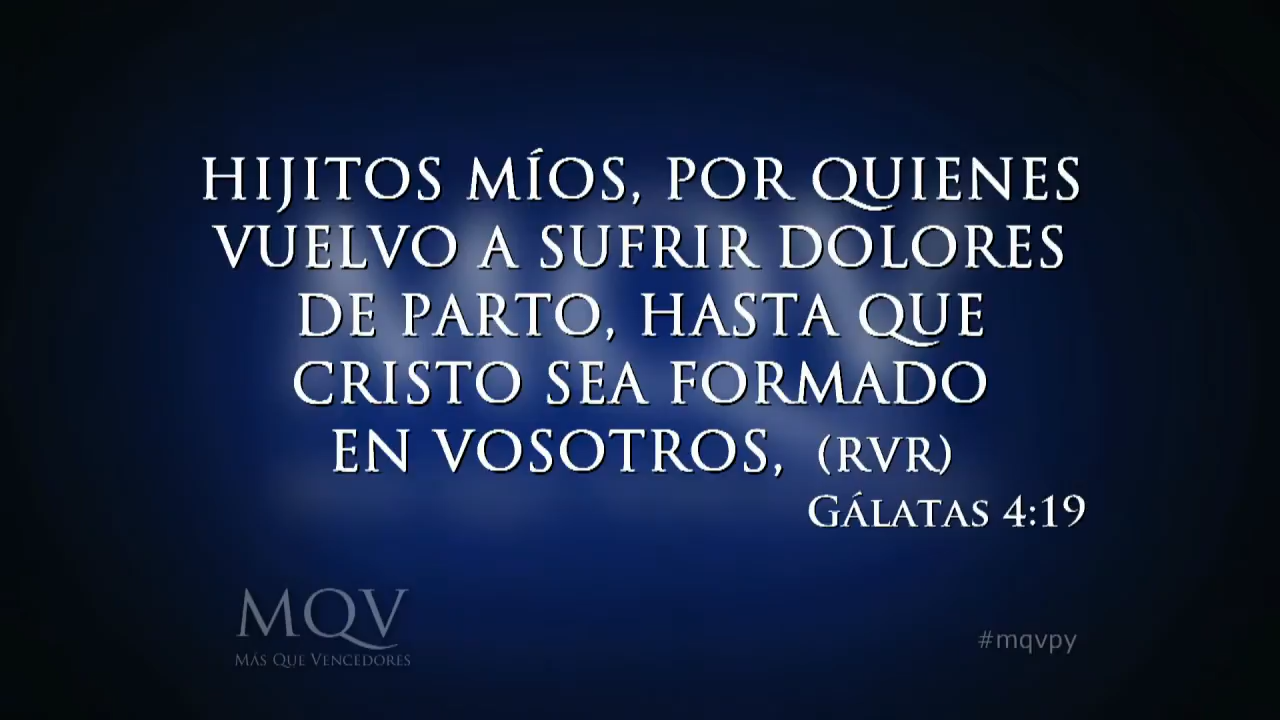 HIJITOS MÍOS, POR QUIENES
VUELVO A SUFRIR DOLORES
DE PARTO, HASTA QUE
CRISTO SEA FORMADO
EN VOSOTROS, (RVR)
GÁLATAS 4:19
MQV
MÁS QUE VENCEDORES
#mqvpy